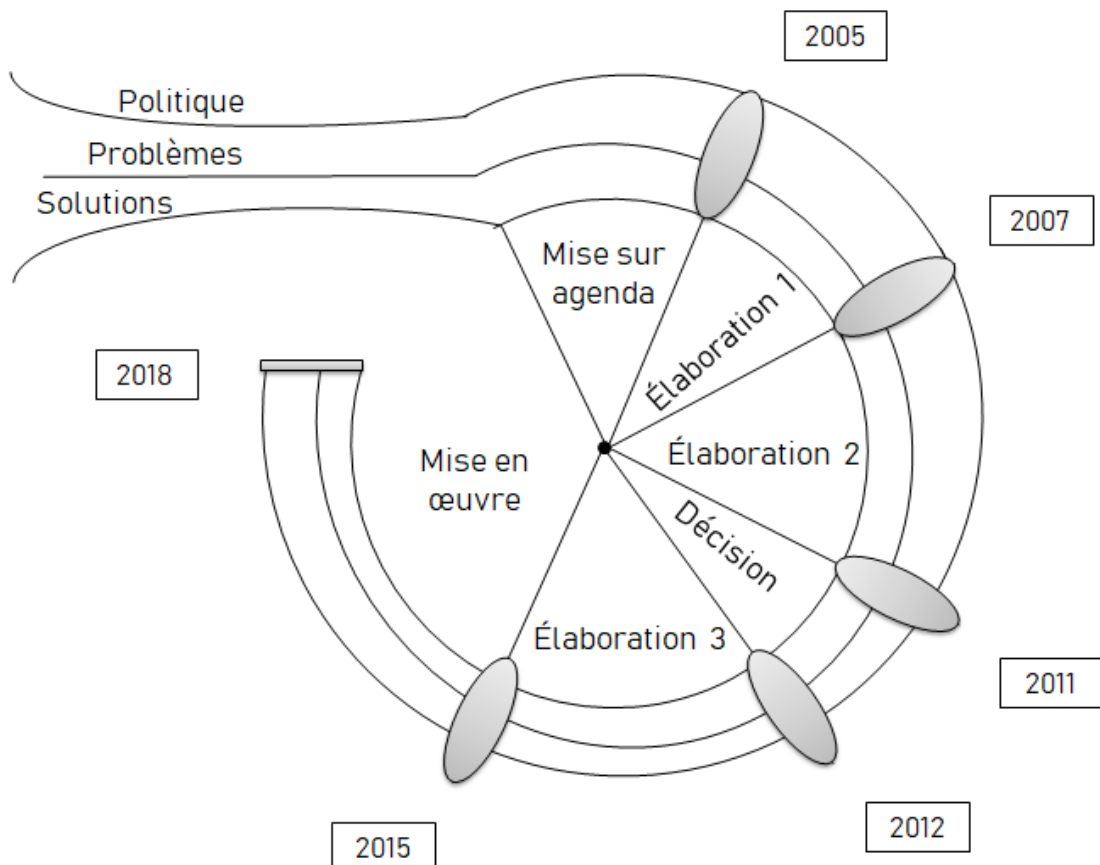 2005
Politique
Problèmes
Solutions
2007
Mise sur
agenda
Élaboration 1
2018
Élaboration 2
Mise en
œuvre
Décision
Élaboration 3
2011
2012
2015